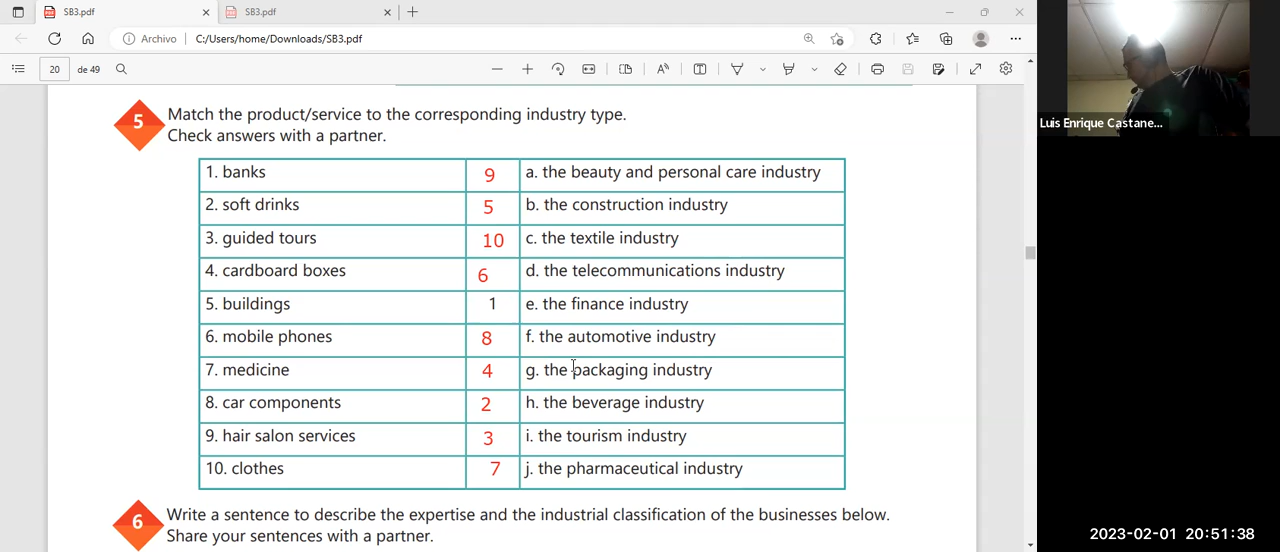 SB3.pdf
SB3.pdf
Archivo C:/Users/home/Downloads/SB3.pdf
20 de 49
5 Match the product/service to the corresponding industry type.
Check answers with a partner.
1. banks 9 a. the beauty and personal care industry
2. soft drinks 5 b. the construction industry
3. guided tours 10 c. the textile industry
4. cardboard boxes 6 d. the telecommunications industry
5. buildings 1 e. the finance industry
6. mobile phones 8 f. the automotive industry
7. medicine 4 g. the packaging industry
8. car components 2 h. the beverage industry
9. hair salon services 3 i. the tourism industry
10. clothes 7 j. the pharmaceutical industry
6 Write a sentence to describe the expertise and the industrial classification of the businesses below.
Share your sentences with a partner.
Luis Enrique Castane...
2023-02-01 20:51:38